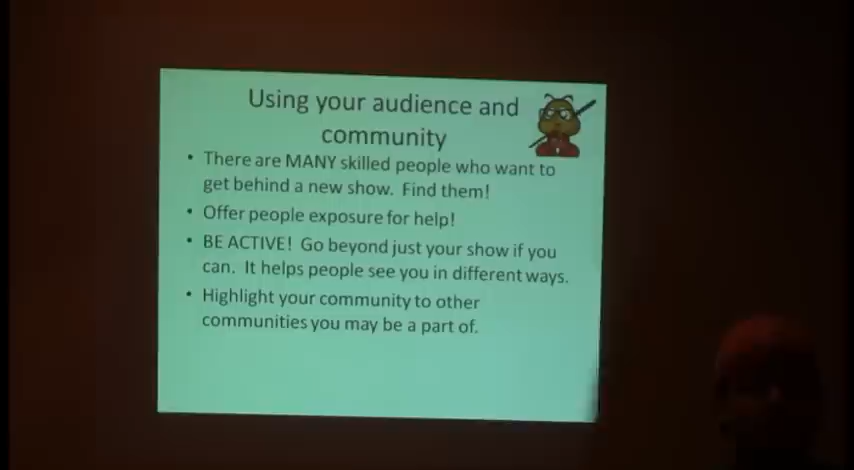 Using your audience and
community
• There are MANY skilled people who want to
get behind a new show.  Find them!
• Offer people exposure for help!
• BE ACTIVE!  Go beyond just your show if you
can.  It helps people see you in different ways.
• Highlight your community to other
communities you may be a part of.